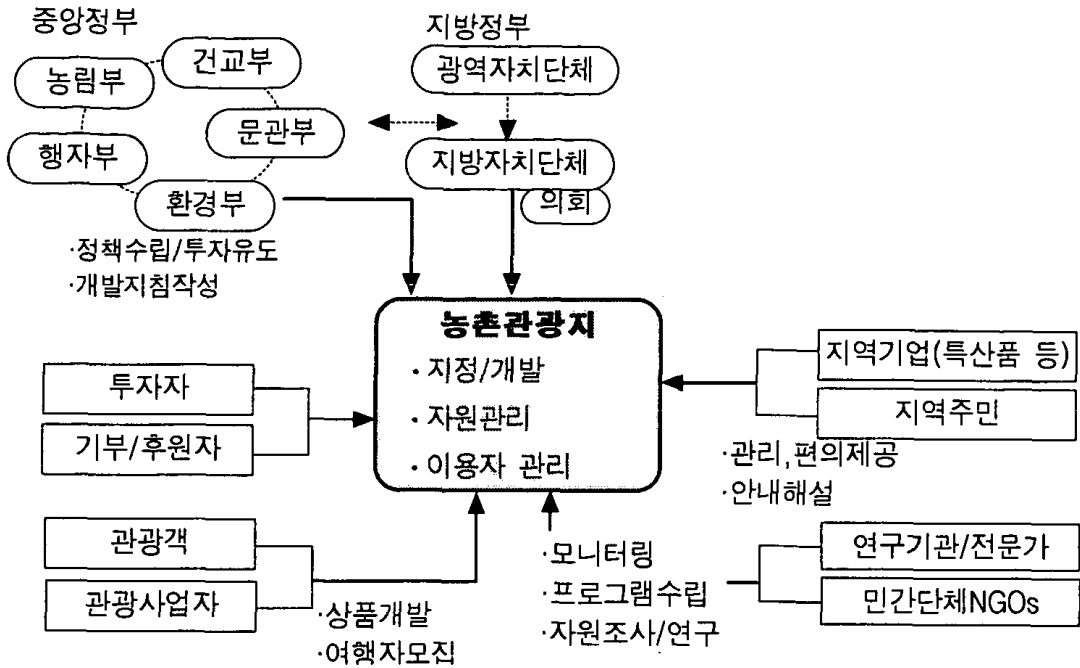 중앙정부
지방정부
건교부
농림부
광역자치단체
문관부
행자부
지방자치단체
환경부
의회
·정책수립/투자유도
·개발지침작성
농촌관광지
·지정/개발
·자원관리
·이용자 관리
투자자
기부/후원자
지역기업(특산품 등)
지역주민
·관리,편의제공
·안내해설
관광객
관광사업자
·상품개발
·여행자모집
·모니터링
·프로그램수립
·자원조사/연구
연구기관/전문가
민간단체NGOs